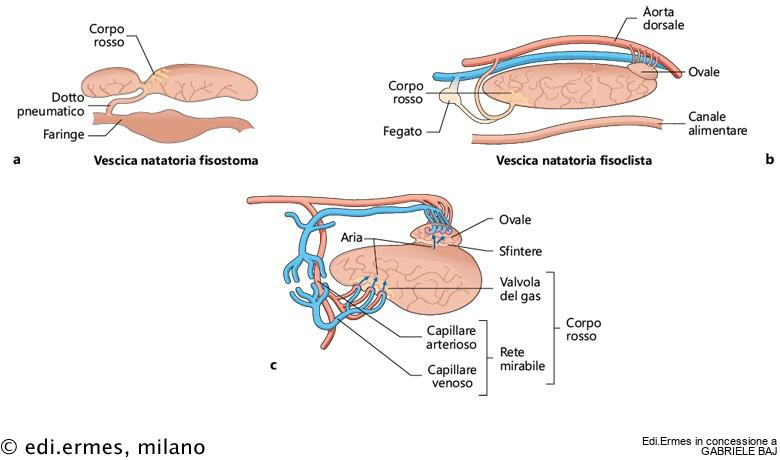 Corpo
rosso
Dotto
pneumatico
Faringe
a
Vescica natatoria fisostoma
Aorta
dorsale
Ovale
Corpo
rosso
Fegato
Canale
alimentare
Vescica natatoria fisoclista
b
Ovale
Aria
Sfintere
Valvola
del gas
Corpo
rosso
Capillare
arterioso
Rete
mirabile
Capillare
venoso
c
© edi.ermes, milano
Edi.Ermes in concessione a
GABRIELE BAJ